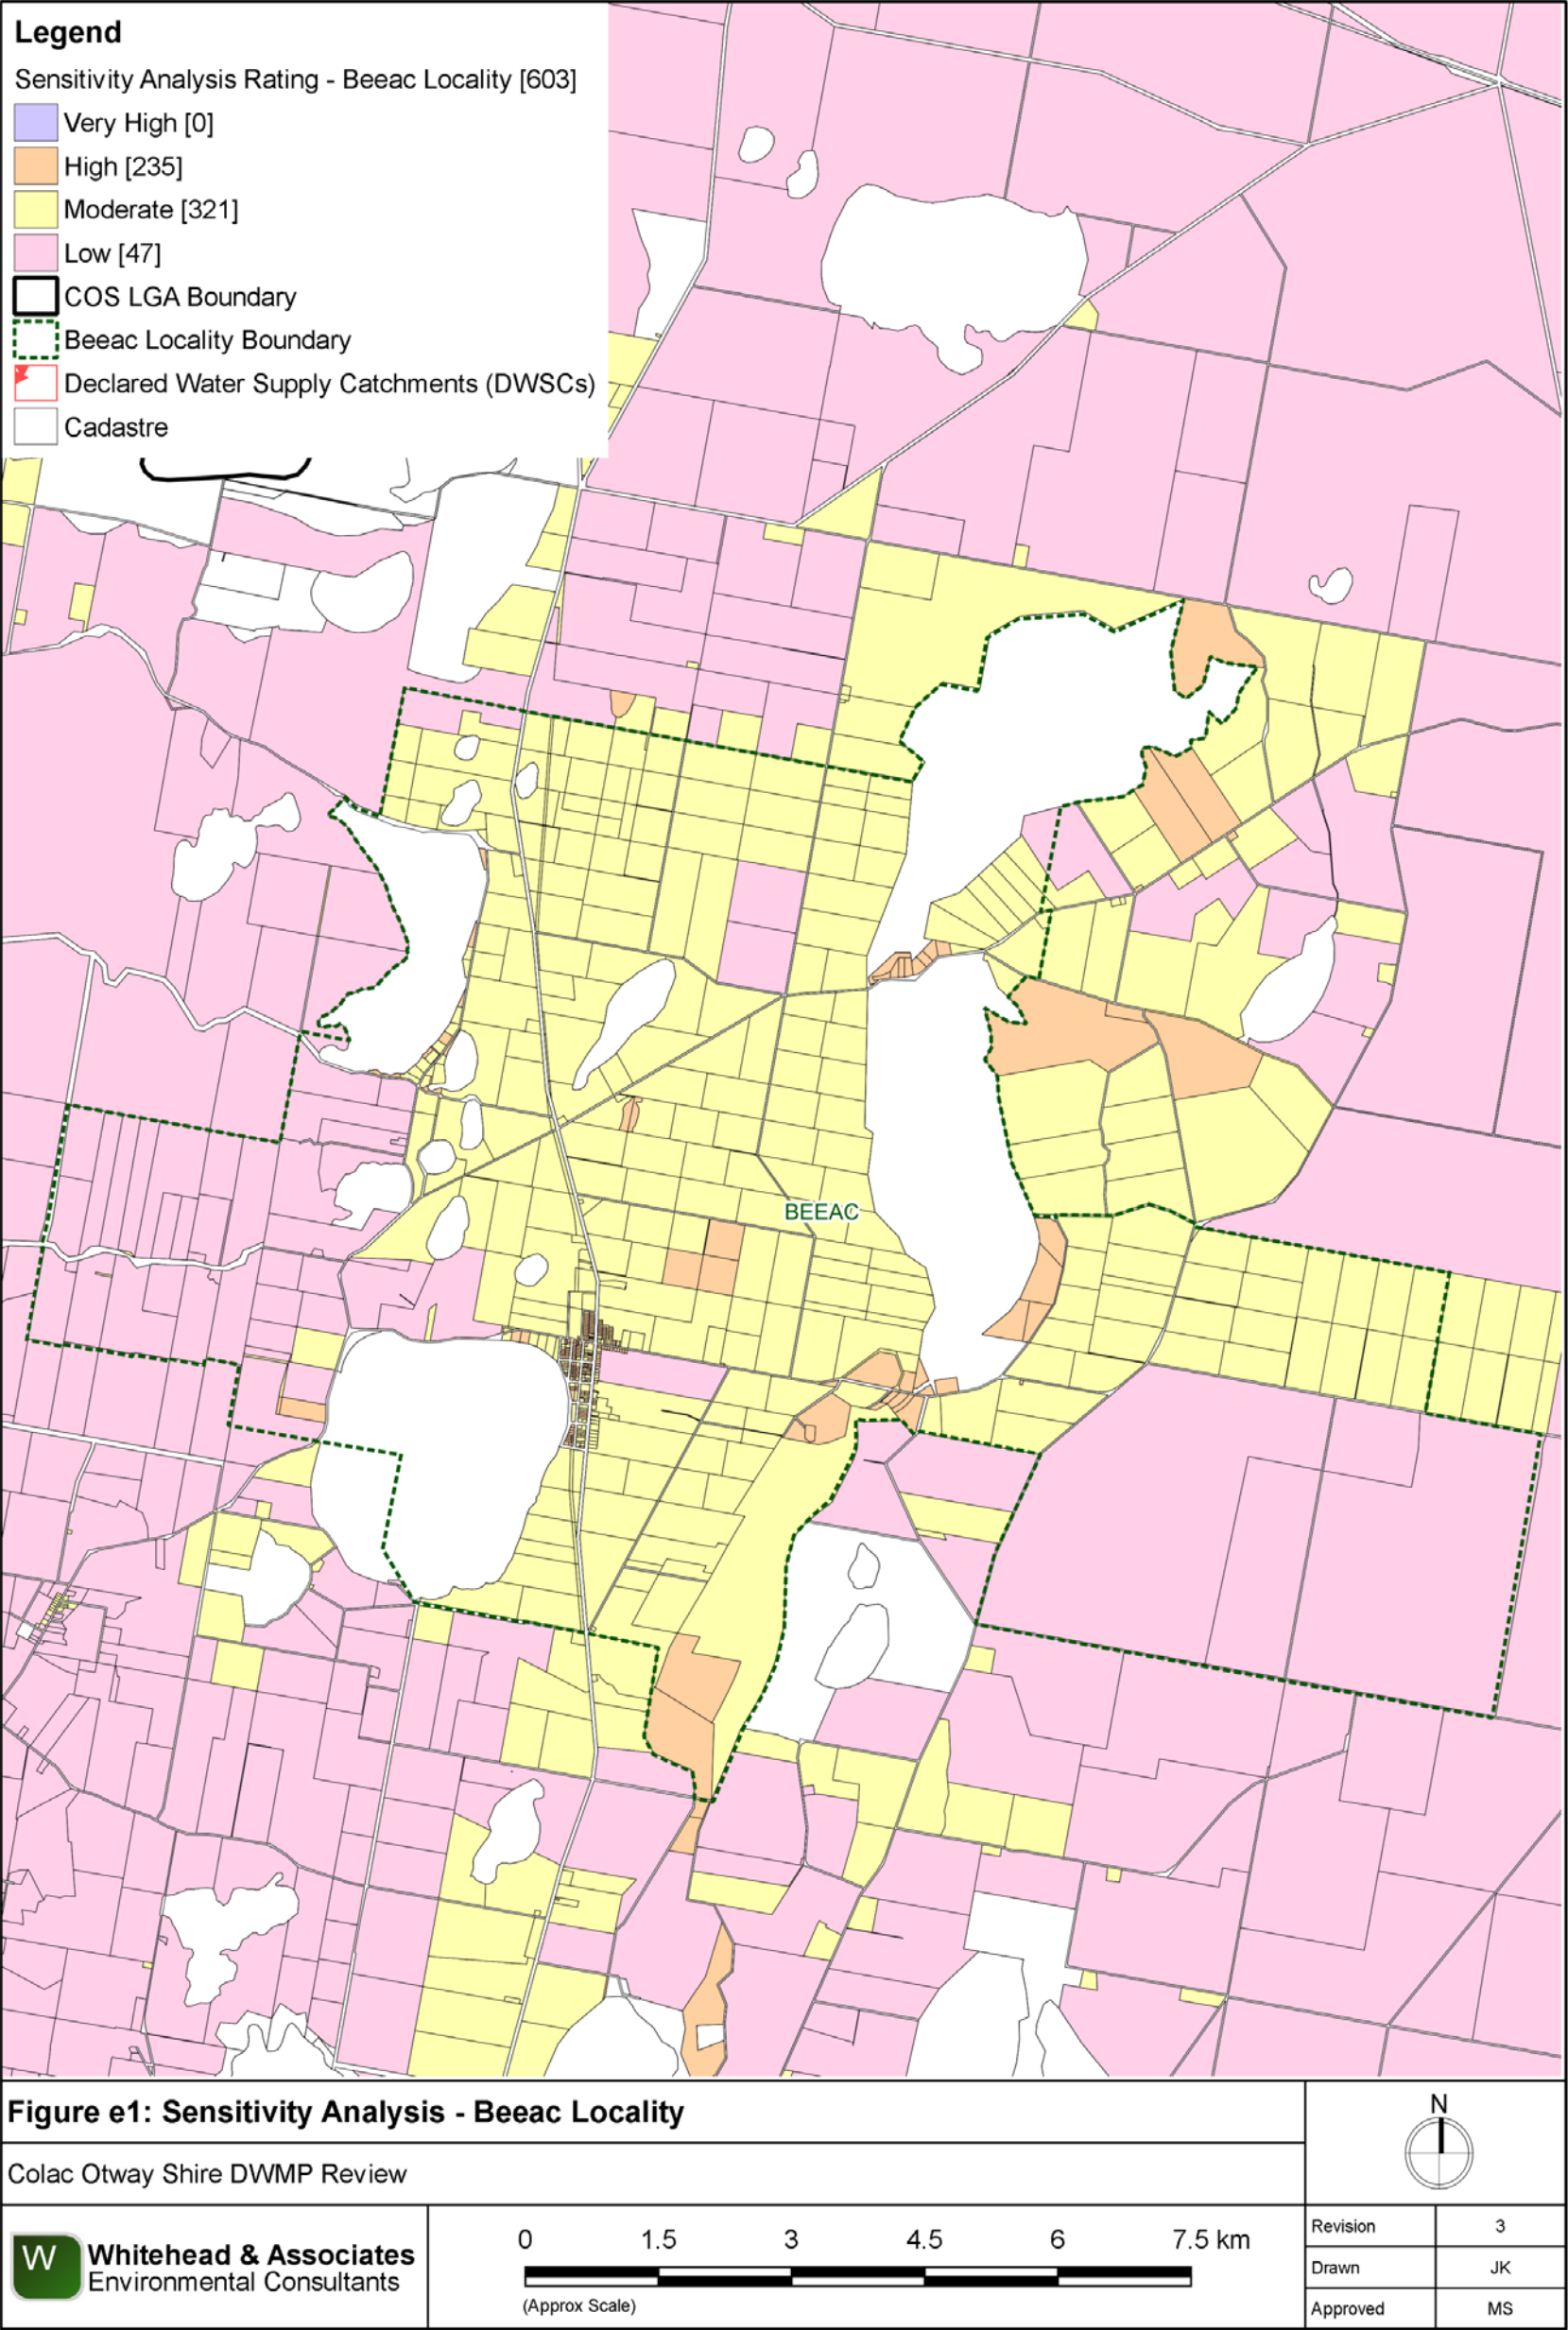 Legend
Sensitivity Analysis Rating - Beeac Locality [603]
Very High [0]
High [235]
Moderate [321]
Low [47]
COS LGA Boundary
Beeac Locality Boundary
Declared Water Supply Catchments (DWSCs)
Cadastre
BEEAC
Figure e1: Sensitivity Analysis - Beeac Locality
N
Colac Otway Shire DWMP Review
W
Whitehead & Associates
Environmental Consultants
0 1.5 3 4.5 6 7.5 km
(Approx Scale)
Revision 3
Drawn JK
Approved MS